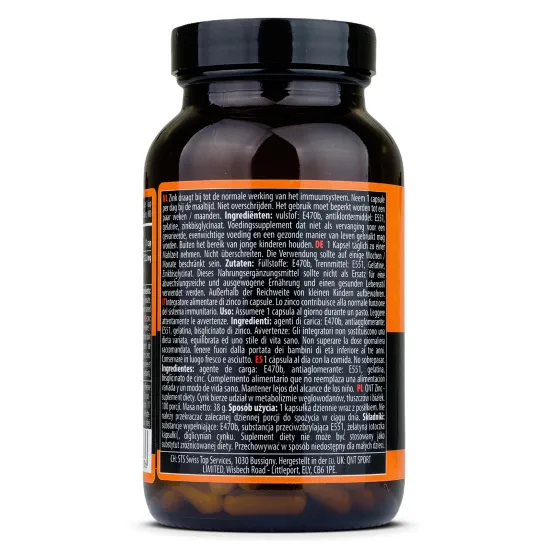 NL Zink draagt bij tot de normale werking van het immuunsysteem. Neem 1 capsule
per dag bij de maaltijd. Niet overschrijden. Het gebruik moet beperkt worden tot een
paar weken / maanden. Ingrediënten: vulstof: E470b, antiklontermiddel: E551,
gelatine, zinkbisglycinaat. Voedingssupplement dat niet als vervanging voor een
gevarieerde, evenwichtige voeding en een gezonde manier van leven gebruikt mag
worden. Buiten het bereik van jonge kinderen houden. DE 1 Kapsel täglich zu einer
Mahlzeit nehmen. Nicht überschreiten. Die Verwendung sollte auf einige Wochen /
Monate beschränkt sein. Zutaten: Füllstoffe: E470b, Trennmittel: E551, Gelatine,
Zinkbisglycinat. Dieses Nahrungsergänzungsmittel sollte nicht als Ersatz für eine
abwechslungsreiche und ausgewogene Ernährung und einen gesunden Lebensstil
verwendet werden. Außerhalb der Reichweite von kleinen Kindern aufbewahren.
IT Integratore alimentare di zinco in capsule. Lo zinco contribuisce alla normale funzione
del sistema immunitario. Uso: Assumere 1 capsula al giorno durante un pasto. Leggere
attentamente le avvertenze. Ingredienti: agenti di carica: E470b, antiagglomerante:
E551, gelatina, bisglicinato di zinco. Avvertenze: Gli integratori non sostituiscono una
dieta variata, equilibrata ed uno stile di vita sano. Non superare la dose giornaliera
raccomandata. Tenere fuori dalla portata dei bambini di età inferiore ai tre anni.
Conservare in luogo fresco e asciutto. ES 1 cápsula al día con la comida. No sobrepasar.
Ingredientes: agente de carga: E470b, antiaglomerante: E551, gelatina,
bisglicinato de cinc. Complemento alimentario que no reemplaza una alimentación
variada y un modo de vida sano. Mantener lejos del alcance de los niño. PL QNT Zinc -
suplement diety. Cynk bierze udział w metabolizmie węglowodanów, tłuszczów i białek.
100 porcji. Masa netto: 38 g. Sposób użycia: 1 kapsułka dziennie wraz z posiłkiem. Nie
należy przekraczać zalecanej dziennej porcji do spożycia w ciągu dnia. Składniki:
substancje wypełniające: E470b, substancja przeciwzbrylająca E551, żelatyna (otoczka
kapsułki), diglicynian cynku. Suplement diety nie może być stosowany jako
substytut zróżnicowanej diety. Przechowywać w sposób niedostępny dla małych dzieci.
CH: STS Swiss Top Services, 1030 Bussigny. Hergestellt in der EU. UK: QNT SPORT
LIMITED, Wisbech Road - Littleport, ELY, CB6 1PE.